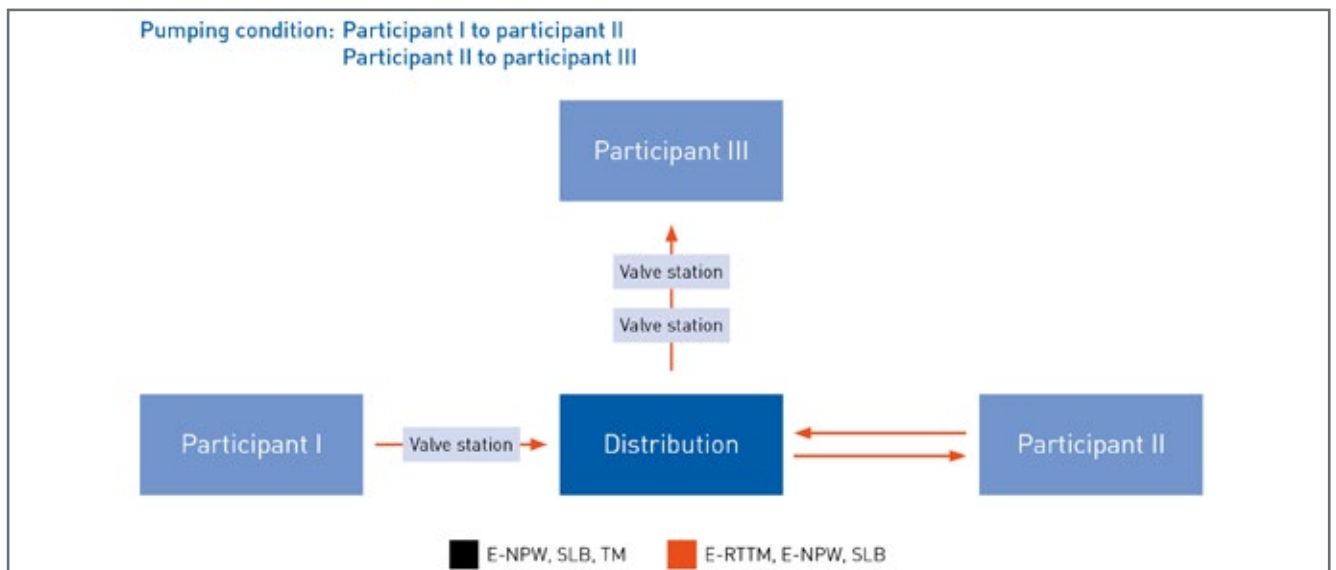 Pumping condition: Participant I to participant II
Participant II to participant III
Participant III
Valve station
Valve station
Participant I
Valve station
Distribution
Participant II
E-NPW, SLB, TM
E-RTTM, E-NPW, SLB